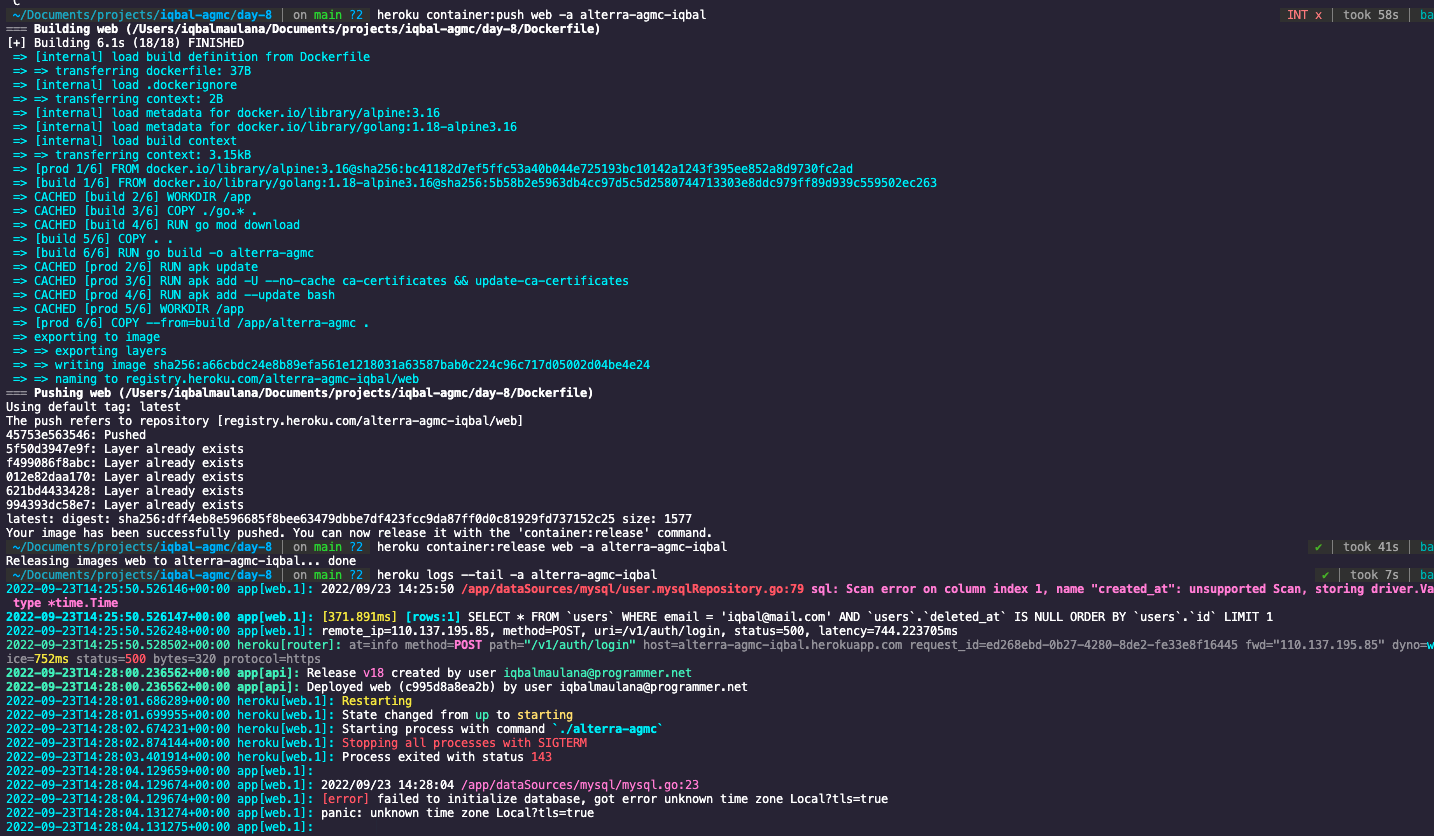 C
~/Documents/projects/iqbal-agmc/day-8 | on main ?2 heroku container:push web -a alterra-agmc-iqbal INT x | took 58s | ba
=== Building web (/Users/iqbalmaulana/Documents/projects/iqbal-agmc/day-8/Dockerfile)
[+] Building 6.1s (18/18) FINISHED
=> [internal] load build definition from Dockerfile
=> => transferring dockerfile: 37B
=> [internal] load .dockerignore
=> => transferring context: 2B
=> [internal] load metadata for docker.io/library/alpine:3.16
=> [internal] load metadata for docker.io/library/golang:1.18-alpine3.16
=> [internal] load build context
=> => transferring context: 3.15kB
=> [prod 1/6] FROM docker.io/library/alpine:3.16@sha256:bc41182d7ef5ffc53a40b044e725193bc10142a1243f395ee852a8d9730fc2ad
=> [build 1/6] FROM docker.io/library/golang:1.18-alpine3.16@sha256:5b58b2e5963db4cc97d5c5d2580744713303e8ddc979ff89d939c559502ec263
=> CACHED [build 2/6] WORKDIR /app
=> CACHED [build 3/6] COPY ./go.* .
=> CACHED [build 4/6] RUN go mod download
=> [build 5/6] COPY . .
=> [build 6/6] RUN go build -o alterra-agmc
=> CACHED [prod 2/6] RUN apk update
=> CACHED [prod 3/6] RUN apk add -U --no-cache ca-certificates && update-ca-certificates
=> CACHED [prod 4/6] RUN apk add --update bash
=> CACHED [prod 5/6] WORKDIR /app
=> [prod 6/6] COPY --from=build /app/alterra-agmc .
=> exporting to image
=> => exporting layers
=> => writing image sha256:a66cbdc24e8b89efa561e1218031a63587bab0c224c96c717d05002d04be4e24
=> => naming to registry.heroku.com/alterra-agmc-iqbal/web
=== Pushing web (/Users/iqbalmaulana/Documents/projects/iqbal-agmc/day-8/Dockerfile)
Using default tag: latest
The push refers to repository [registry.heroku.com/alterra-agmc-iqbal/web]
45753e563546: Pushed
5f50d3947e9f: Layer already exists
f499086f8abc: Layer already exists
012e82daa170: Layer already exists
621bd4433428: Layer already exists
994393dc58e7: Layer already exists
latest: digest: sha256:dff4eb8e596685f8bee63479dbbe7df423fcc9da87ff0d0c81929fd737152c25 size: 1577
Your image has been successfully pushed. You can now release it with the 'container:release' command.
~/Documents/projects/iqbal-agmc/day-8 | on main ?2 heroku container:release web -a alterra-agmc-iqbal ✔ | took 41s | ba
Releasing images web to alterra-agmc-iqbal... done
~/Documents/projects/iqbal-agmc/day-8 | on main ?2 heroku logs --tail -a alterra-agmc-iqbal ✔ | took 7s | ba
2022-09-23T14:25:50.526146+00:00 app[web.1]: 2022/09/23 14:25:50 /app/dataSources/mysql/user.mysqlRepository.go:79 sql: Scan error on column index 1, name "created_at": unsupported Scan, storing driver.Va
type *time.Time
2022-09-23T14:25:50.526147+00:00 app[web.1]: [371.891ms] [rows:1] SELECT * FROM `users` WHERE email = 'iqbal@mail.com' AND `users`.`deleted_at` IS NULL ORDER BY `users`.`id` LIMIT 1
2022-09-23T14:25:50.526248+00:00 app[web.1]: remote_ip=110.137.195.85, method=POST, uri=/v1/auth/login, status=500, latency=744.223705ms
2022-09-23T14:25:50.528502+00:00 heroku[router]: at=info method=POST path="/v1/auth/login" host=alterra-agmc-iqbal.herokuapp.com request_id=ed268ebd-0b27-4280-8de2-fe33e8f16445 fwd="110.137.195.85" dyno=w
ice=752ms status=500 bytes=320 protocol=https
2022-09-23T14:28:00.236562+00:00 app[api]: Release v18 created by user iqbalmaulana@programmer.net
2022-09-23T14:28:00.236562+00:00 app[api]: Deployed web (c995d8a8ea2b) by user iqbalmaulana@programmer.net
2022-09-23T14:28:01.686289+00:00 heroku[web.1]: Restarting
2022-09-23T14:28:01.699955+00:00 heroku[web.1]: State changed from up to starting
2022-09-23T14:28:02.674231+00:00 heroku[web.1]: Starting process with command `./alterra-agmc`
2022-09-23T14:28:02.874144+00:00 heroku[web.1]: Stopping all processes with SIGTERM
2022-09-23T14:28:03.401914+00:00 heroku[web.1]: Process exited with status 143
2022-09-23T14:28:04.129659+00:00 app[web.1]:
2022-09-23T14:28:04.129674+00:00 app[web.1]: 2022/09/23 14:28:04 /app/dataSources/mysql/mysql.go:23
2022-09-23T14:28:04.129674+00:00 app[web.1]: [error] failed to initialize database, got error unknown time zone Local?tls=true
2022-09-23T14:28:04.131274+00:00 app[web.1]: panic: unknown time zone Local?tls=true
2022-09-23T14:28:04.131275+00:00 app[web.1]: